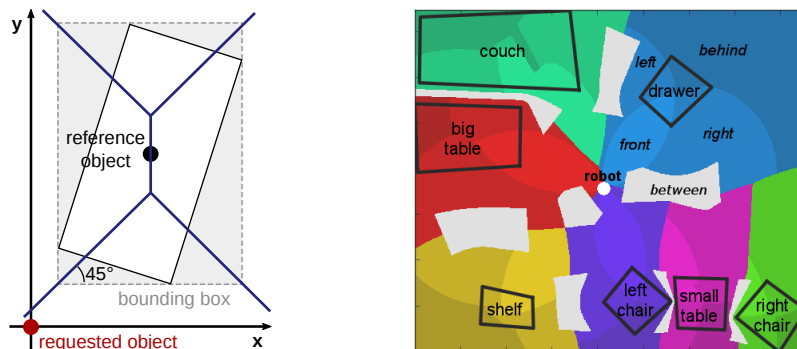 y
reference
object
45°
bounding box
requested object
x
couch
left
behind
drawer
big
table
front
right
robot
between
shelf
left
chair
small
table
right
chair